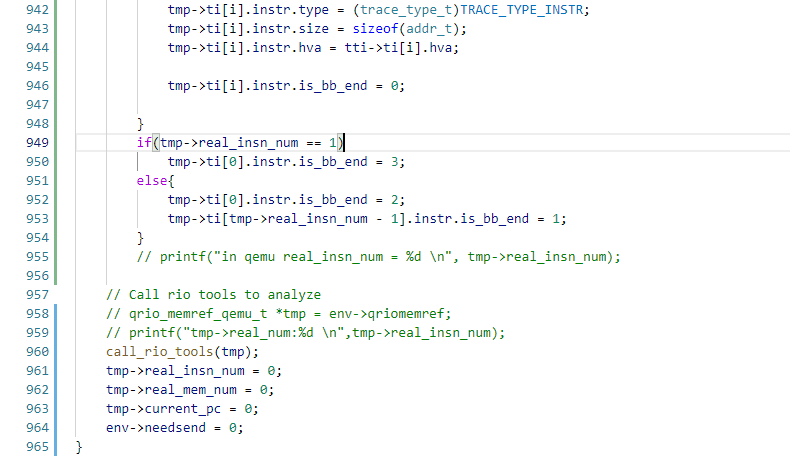 942 tmp->ti[i].instr.type = (trace_type_t)TRACE_TYPE_INSTR;
943 tmp->ti[i].instr.size = sizeof(addr_t);
944 tmp->ti[i].instr.hva = tti->ti[i].hva;
945
946 tmp->ti[i].instr.is_bb_end = 0;
947
948 }
949 if(tmp->real_insn_num == 1)
950 tmp->ti[0].instr.is_bb_end = 3;
951 else{
952 tmp->ti[0].instr.is_bb_end = 2;
953 tmp->ti[tmp->real_insn_num - 1].instr.is_bb_end = 1;
954 }
955 // printf("in qemu real_insn_num = %d \n", tmp->real_insn_num);
956
957 // Call rio tools to analyze
958 // qrio_memref_qemu_t *tmp = env->qriomemref;
959 // printf("tmp->real_num:%d \n",tmp->real_insn_num);
960 call_rio_tools(tmp);
961 tmp->real_insn_num = 0;
962 tmp->real_mem_num = 0;
963 tmp->current_pc = 0;
964 env->needsend = 0;
965 }